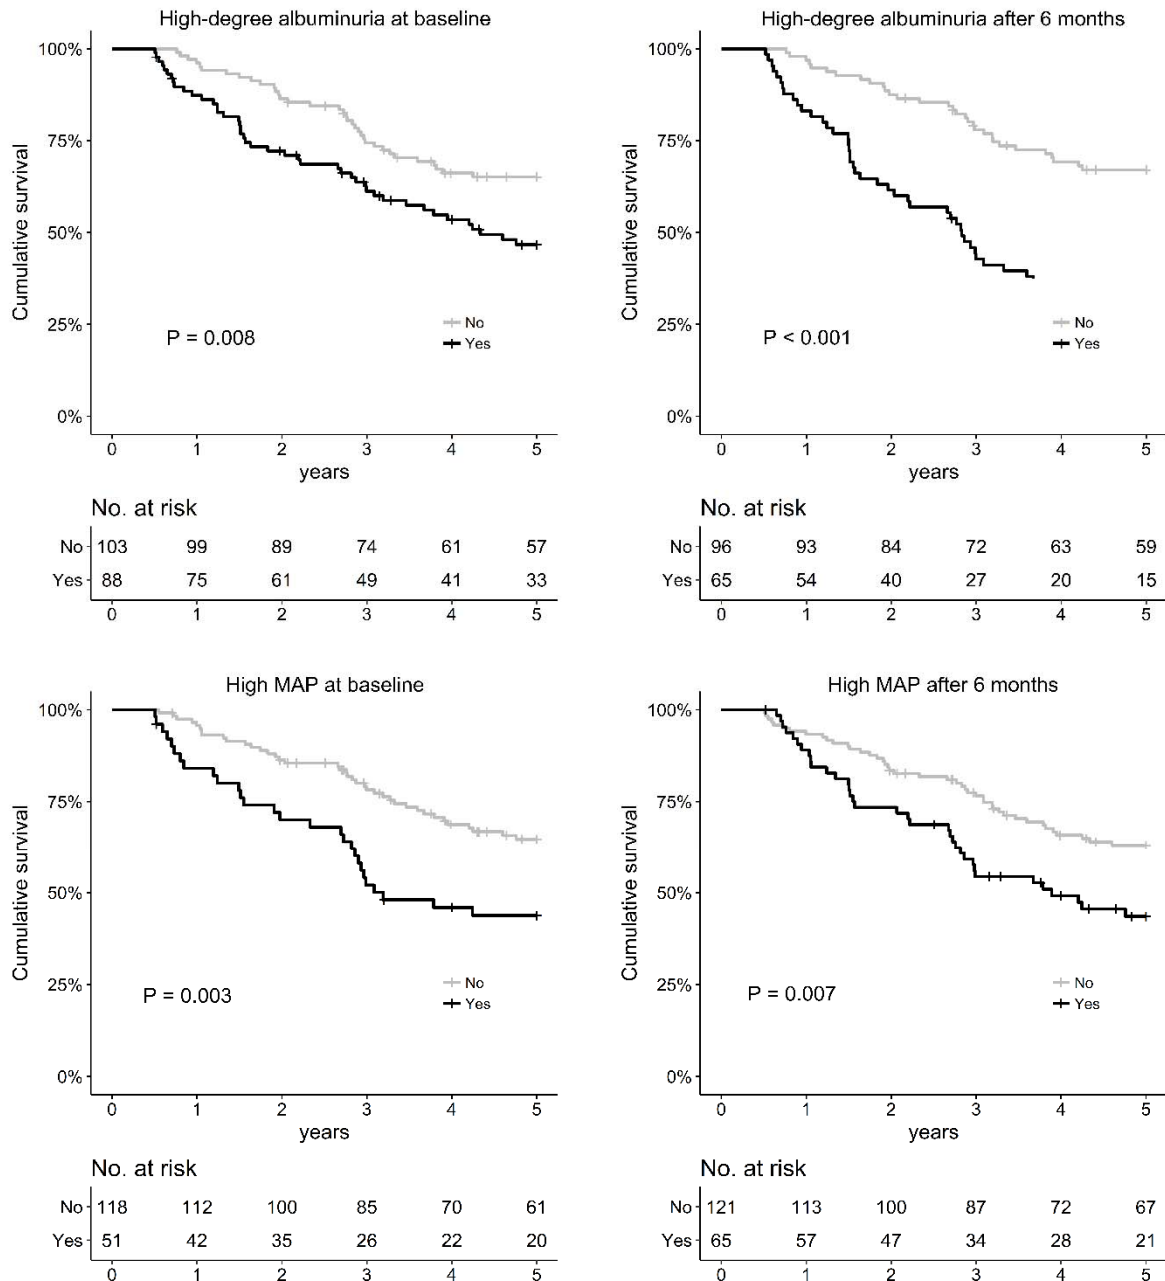 High-degree albuminuria at baseline
100%
75%
50%
25%
0%
Cumulative survival
P = 0.008
No
Yes
0 1 2 3 4 5
years
No. at risk
No 103 99 89 74 61 57
Yes 88 75 61 49 41 33
0 1 2 3 4 5
High-degree albuminuria after 6 months
100%
75%
50%
25%
0%
Cumulative survival
P < 0.001
No
Yes
0 1 2 3 4 5
years
No. at risk
No 96 93 84 72 63 59
Yes 65 54 40 27 20 15
0 1 2 3 4 5
High MAP at baseline
100%
75%
50%
25%
0%
Cumulative survival
P = 0.003
No
Yes
0 1 2 3 4 5
years
No. at risk
No 118 112 100 85 70 61
Yes 51 42 35 26 22 20
0 1 2 3 4 5
High MAP after 6 months
100%
75%
50%
25%
0%
Cumulative survival
P = 0.007
No
Yes
0 1 2 3 4 5
years
No. at risk
No 121 113 100 87 72 67
Yes 65 57 47 34 28 21
0 1 2 3 4 5